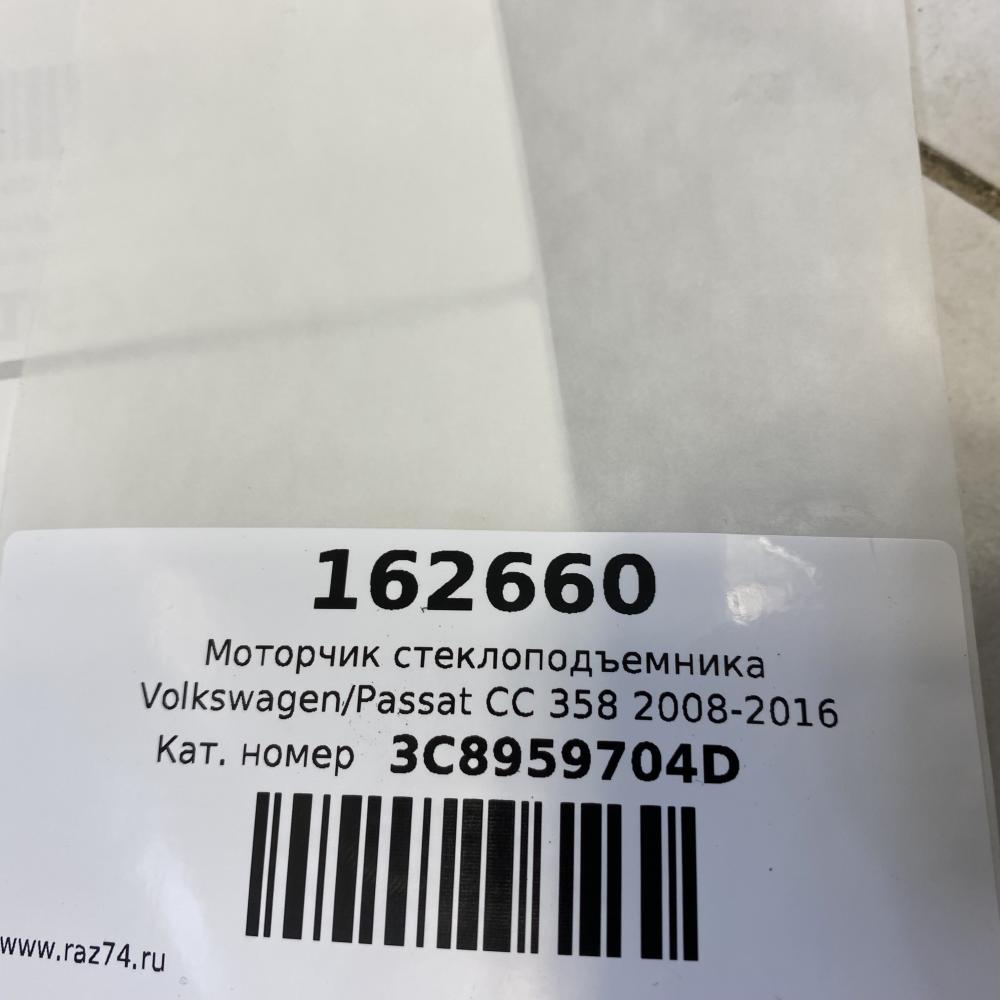 162660
Моторчик стеклоподъемника
Volkswagen/Passat CC 358 2008-2016
Кат. номер 3C8959704D
www.raz74.ru